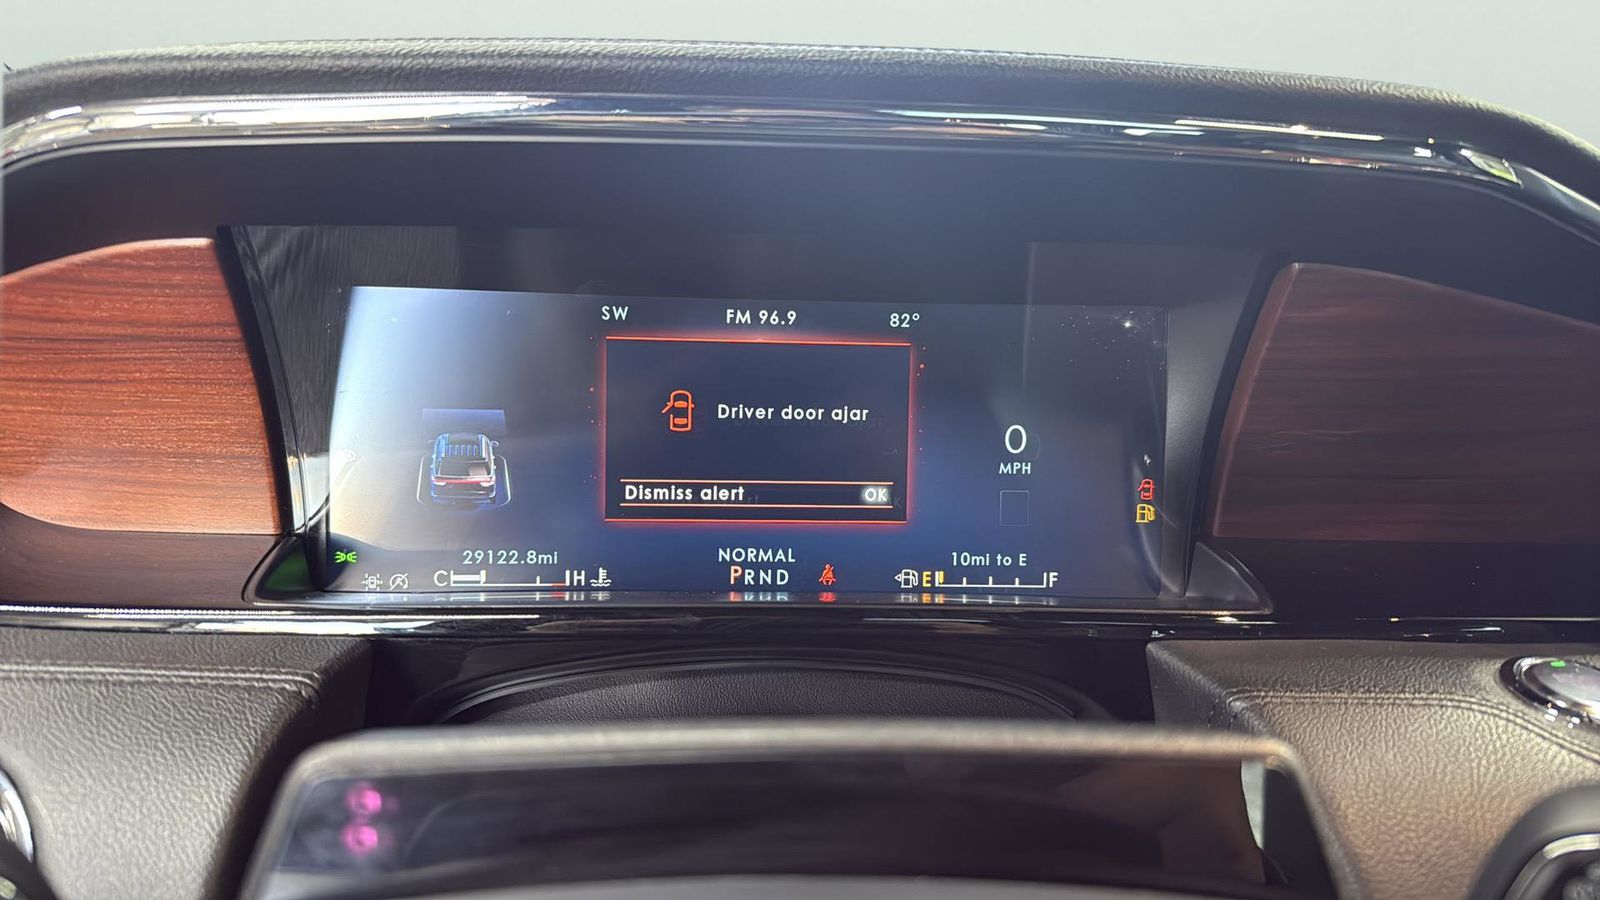 SW FM 96.9 82°
Driver door ajar
Dismiss alert OK
0
MPH
29122.8mi NORMAL 10mi to E
C H PRND E F